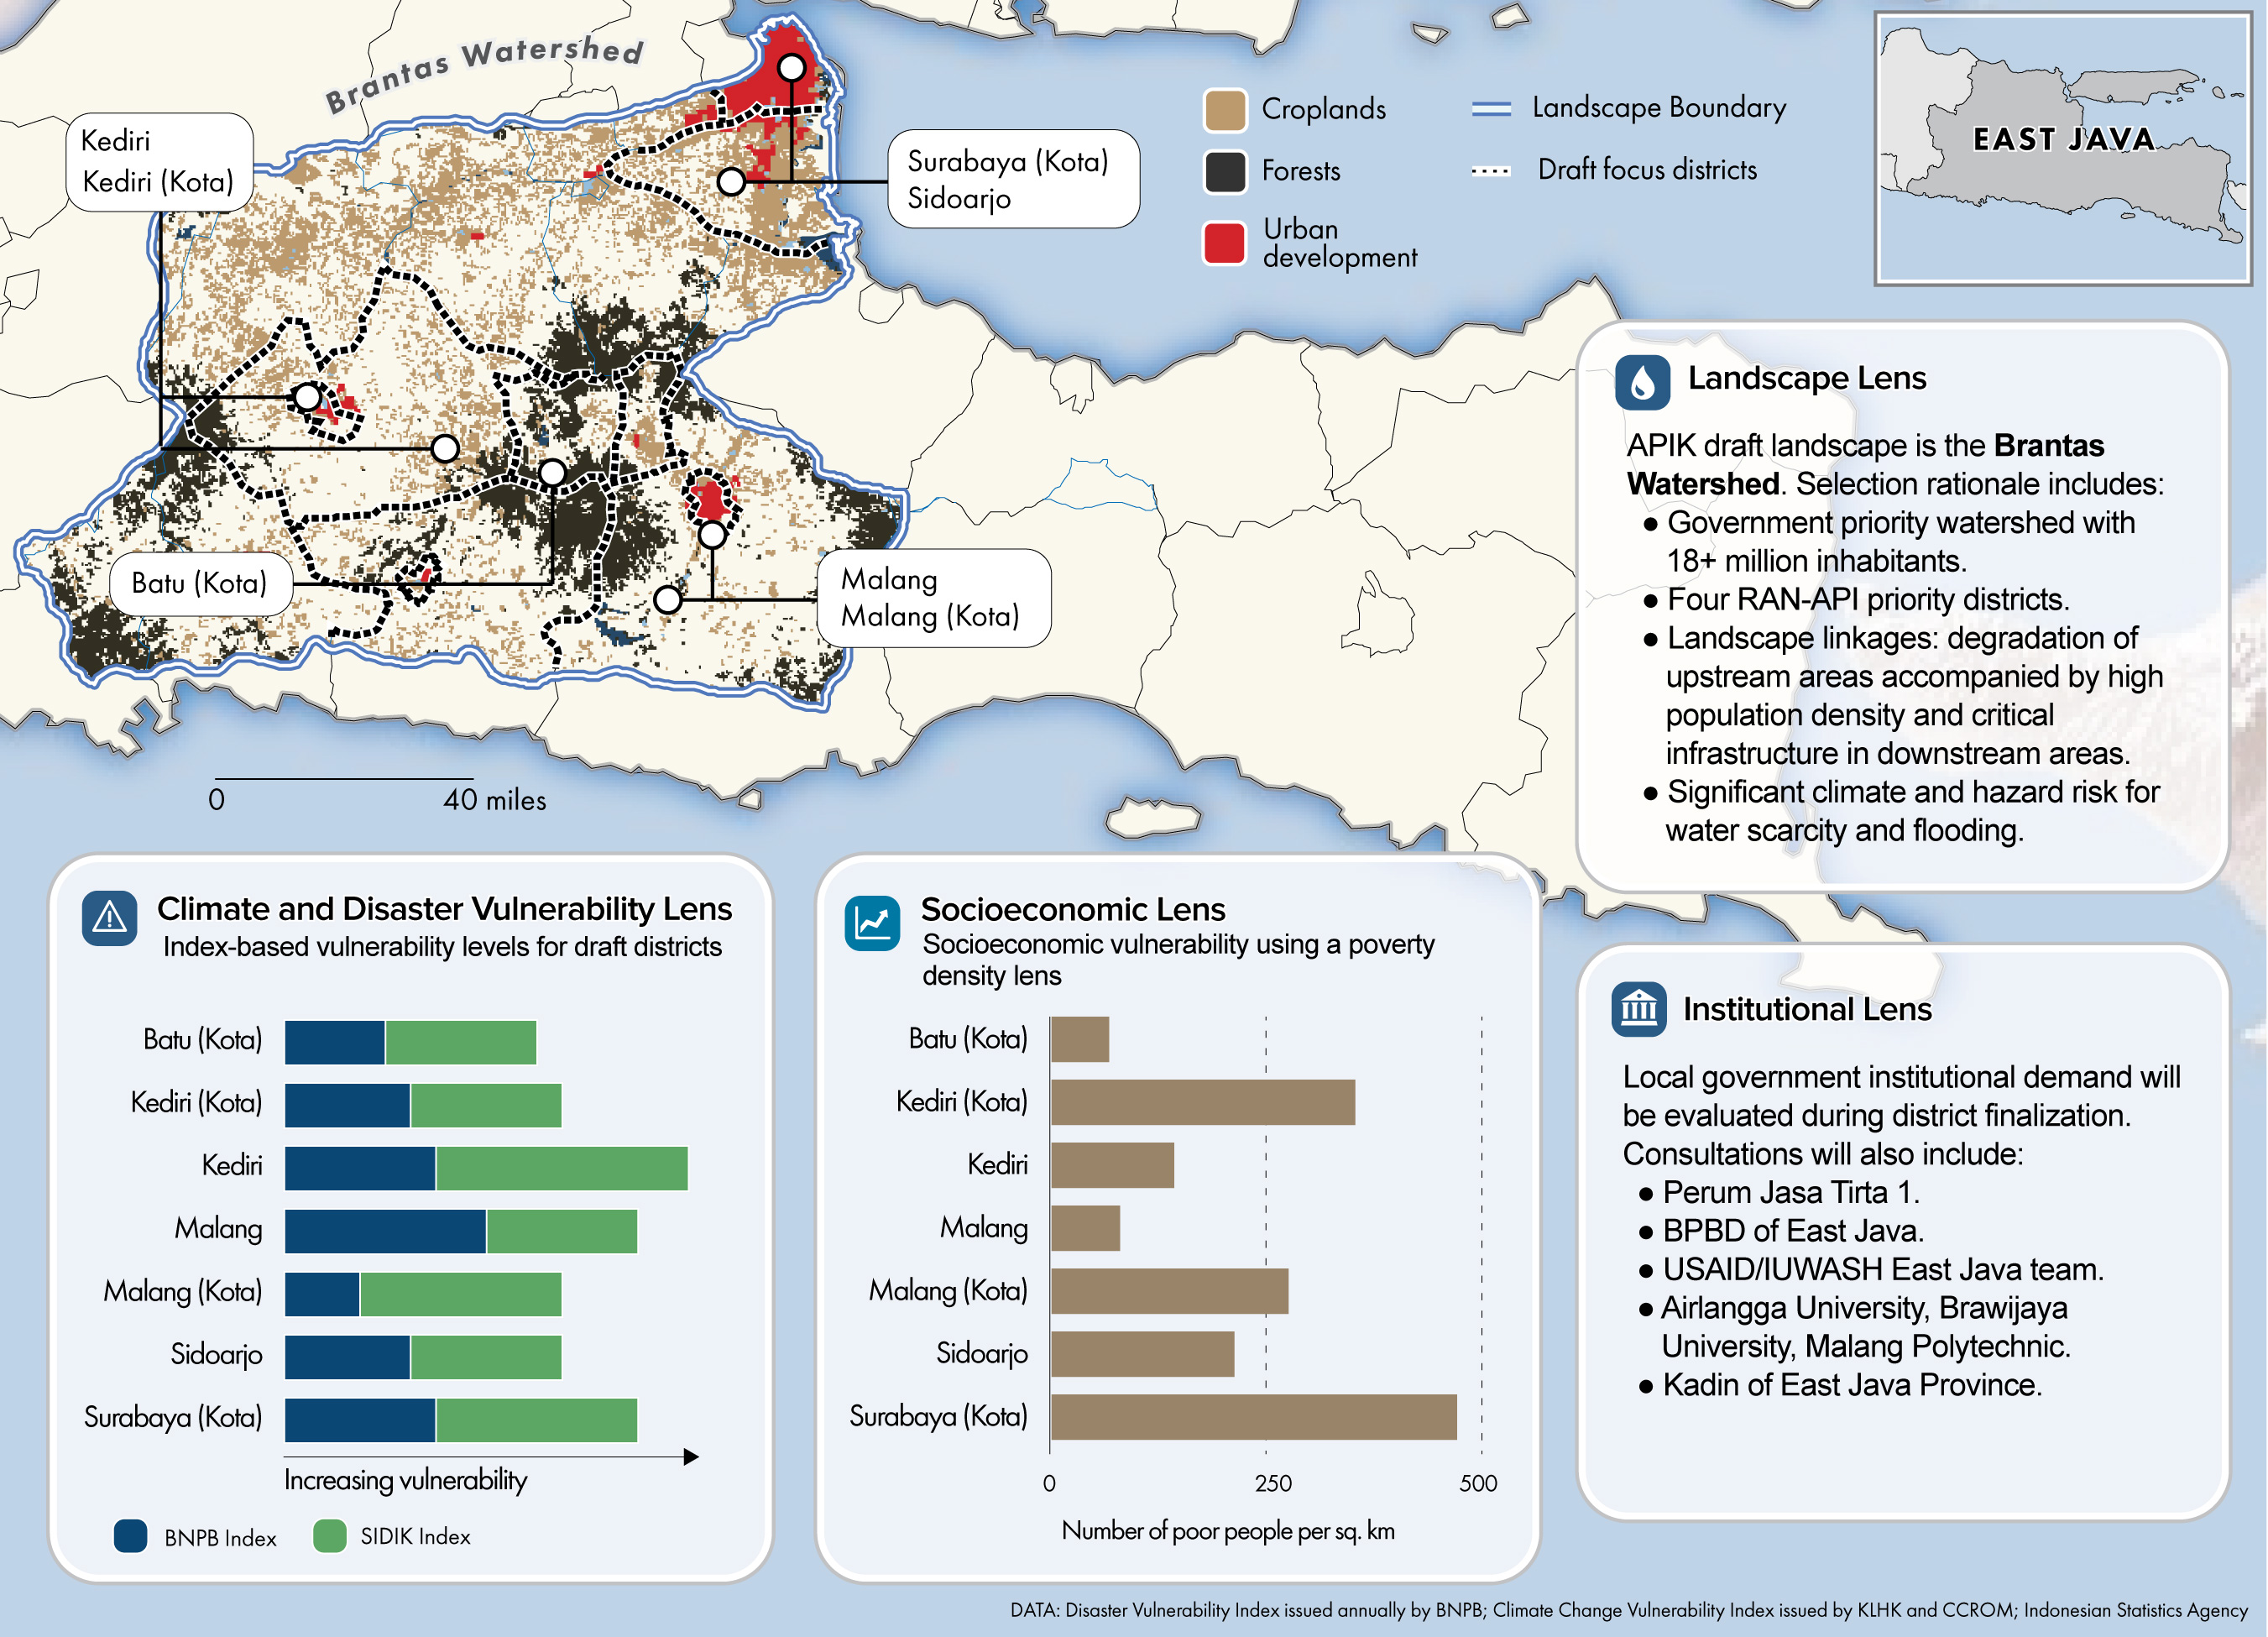 Brantas Watershed
Kediri
Kediri (Kota)
Surabaya (Kota)
Sidoarjo
Batu (Kota)
Malang
Malang (Kota)
0 40 miles
Croplands
Forests
Urban
development
Landscape Boundary
Draft focus districts
EAST JAVA
Landscape Lens
APIK draft landscape is the Brantas
Watershed. Selection rationale includes:
● Government priority watershed with
18+ million inhabitants.
● Four RAN-API priority districts.
● Landscape linkages: degradation of
upstream areas accompanied by high
population density and critical
infrastructure in downstream areas.
● Significant climate and hazard risk for
water scarcity and flooding.
Climate and Disaster Vulnerability Lens
Index-based vulnerability levels for draft districts
Batu (Kota)
Kediri (Kota)
Kediri
Malang
Malang (Kota)
Sidoarjo
Surabaya (Kota)
Increasing vulnerability
BNPB Index
SIDIK Index
Socioeconomic Lens
Socioeconomic vulnerability using a poverty
density lens
Batu (Kota)
Kediri (Kota)
Kediri
Malang
Malang (Kota)
Sidoarjo
Surabaya (Kota)
0 250 500
Number of poor people per sq. km
Institutional Lens
Local government institutional demand will
be evaluated during district finalization.
Consultations will also include:
● Perum Jasa Tirta 1.
● BPBD of East Java.
● USAID/IUWASH East Java team.
● Airlangga University, Brawijaya
University, Malang Polytechnic.
● Kadin of East Java Province.
DATA: Disaster Vulnerability Index issued annually by BNPB; Climate Change Vulnerability Index issued by KLHK and CCROM; Indonesian Statistics Agency